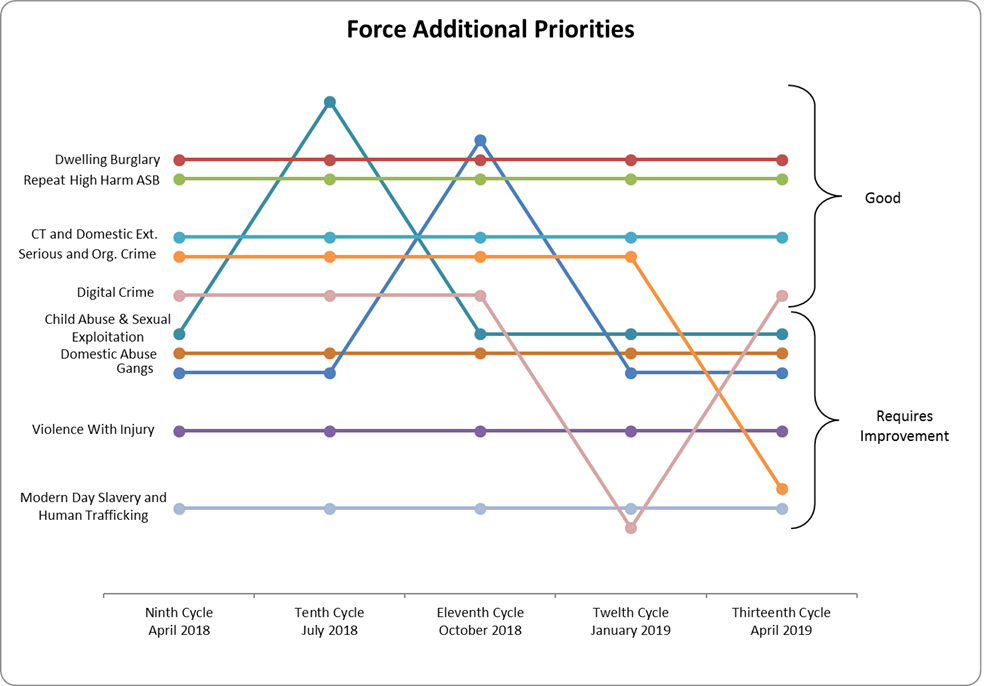 Force Additional Priorities
Dwelling Burglary
Repeat High Harm ASB
CT and Domestic Ext.
Serious and Org. Crime
Digital Crime
Child Abuse & Sexual
Exploitation
Domestic Abuse
Gangs
Violence With Injury
Modern Day Slavery and
Human Trafficking
Good
Requires
Improvement
Ninth Cycle
April 2018
Tenth Cycle
July 2018
Eleventh Cycle
October 2018
Twelth Cycle
January 2019
Thirteenth Cycle
April 2019